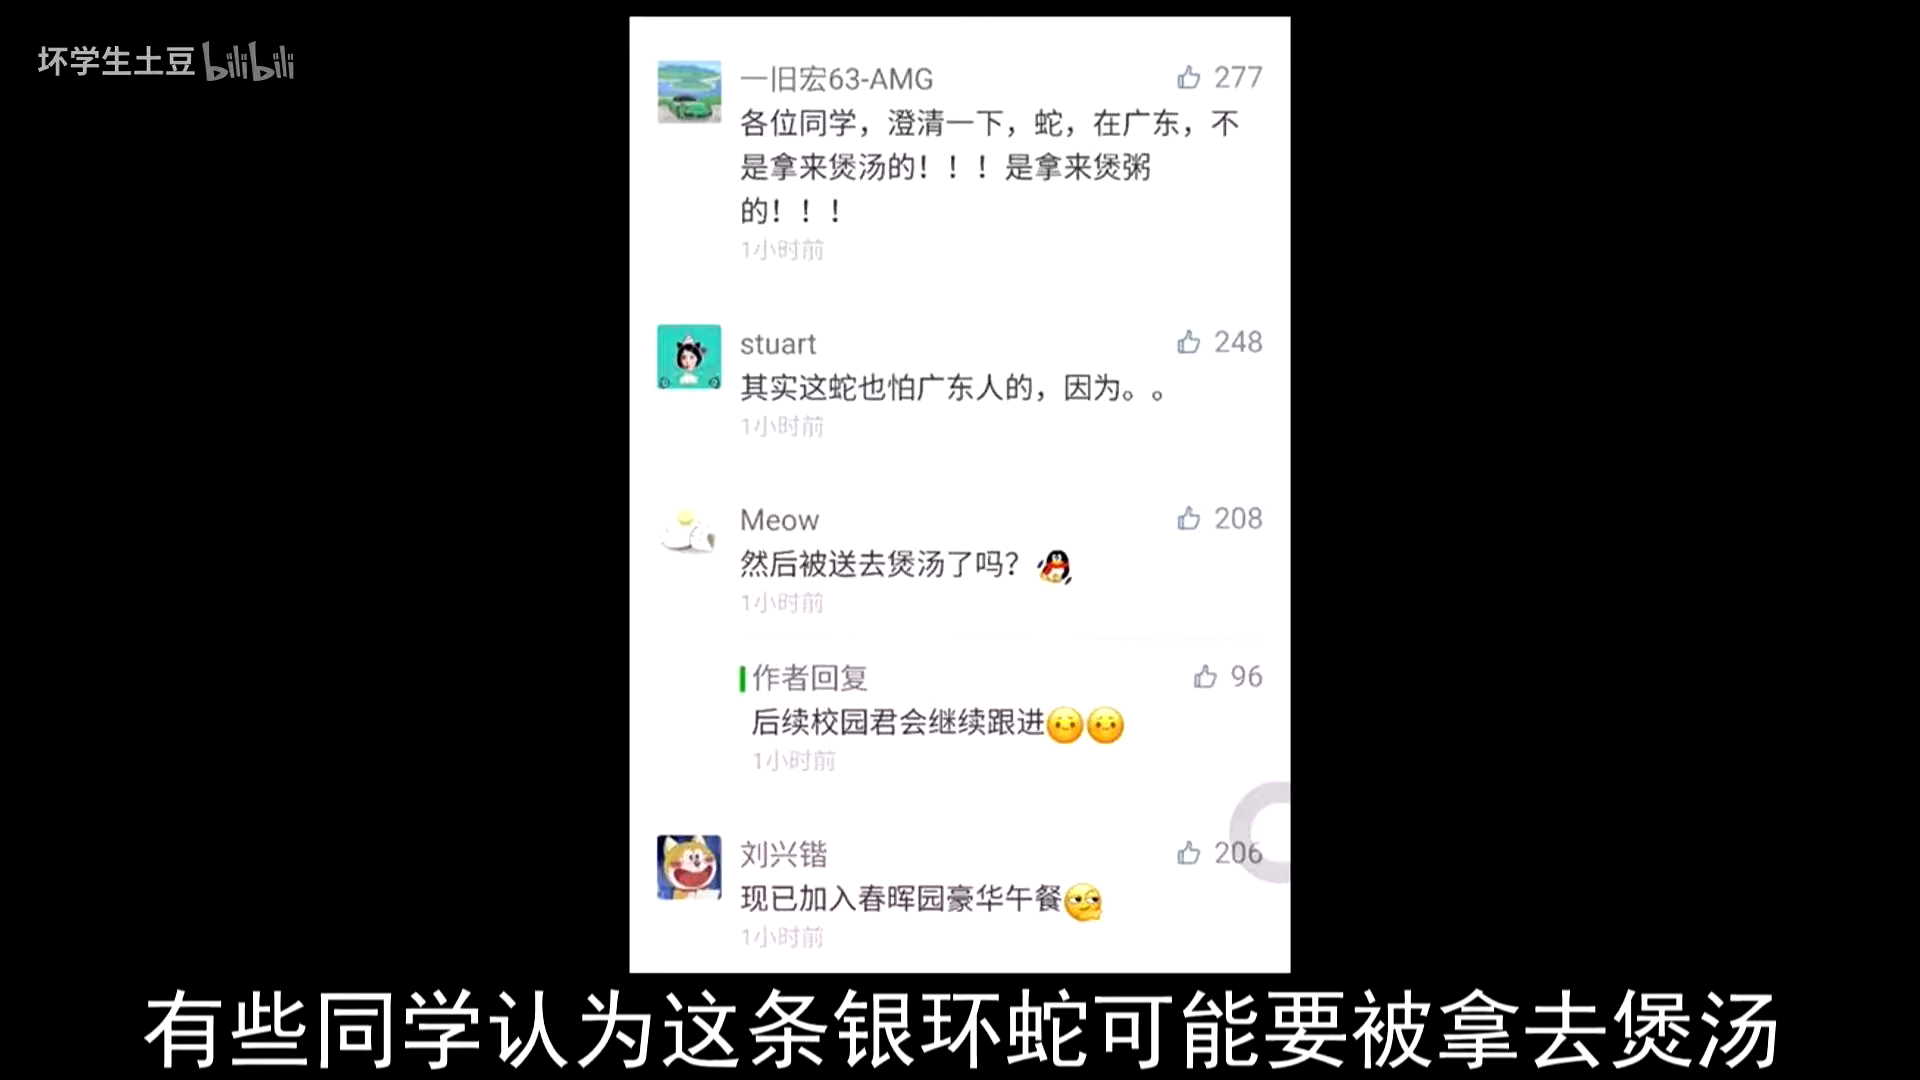 坏学生土豆 bilibili
一旧宏63-AMG 277
各位同学，澄清一下，蛇，在广东，不
是拿来煲汤的！！！是拿来煲粥
的！！！
1小时前
stuart 248
其实这蛇也怕广东人的，因为。。
1小时前
Meow 208
然后被送去煲汤了吗？
1小时前
作者回复 96
后续校园君会继续跟进
1小时前
刘兴锴 206
现已加入春晖园豪华午餐
1小时前
有些同学认为这条银环蛇可能要被拿去煲汤